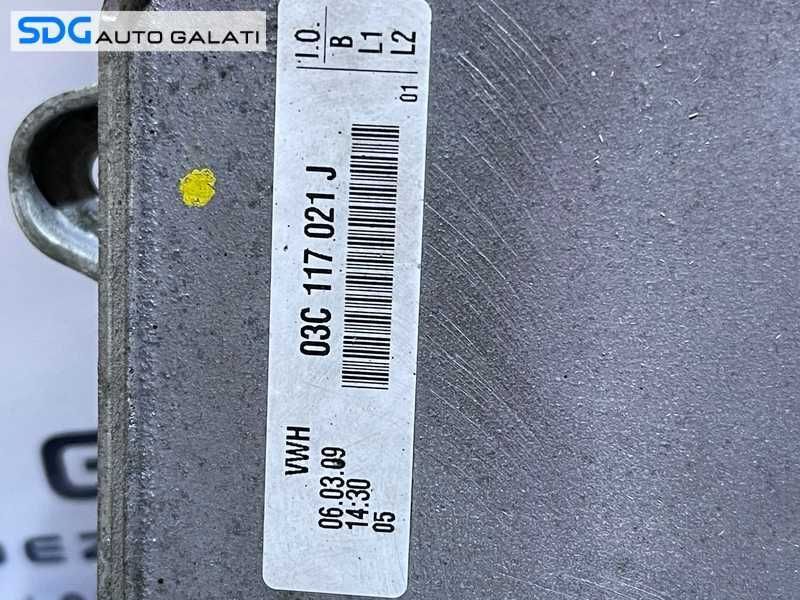 SDG AUTO GALATI
VWH
06.03.09
14:30
05
03C 117 021 J
I.O.
B
L1
L2
01